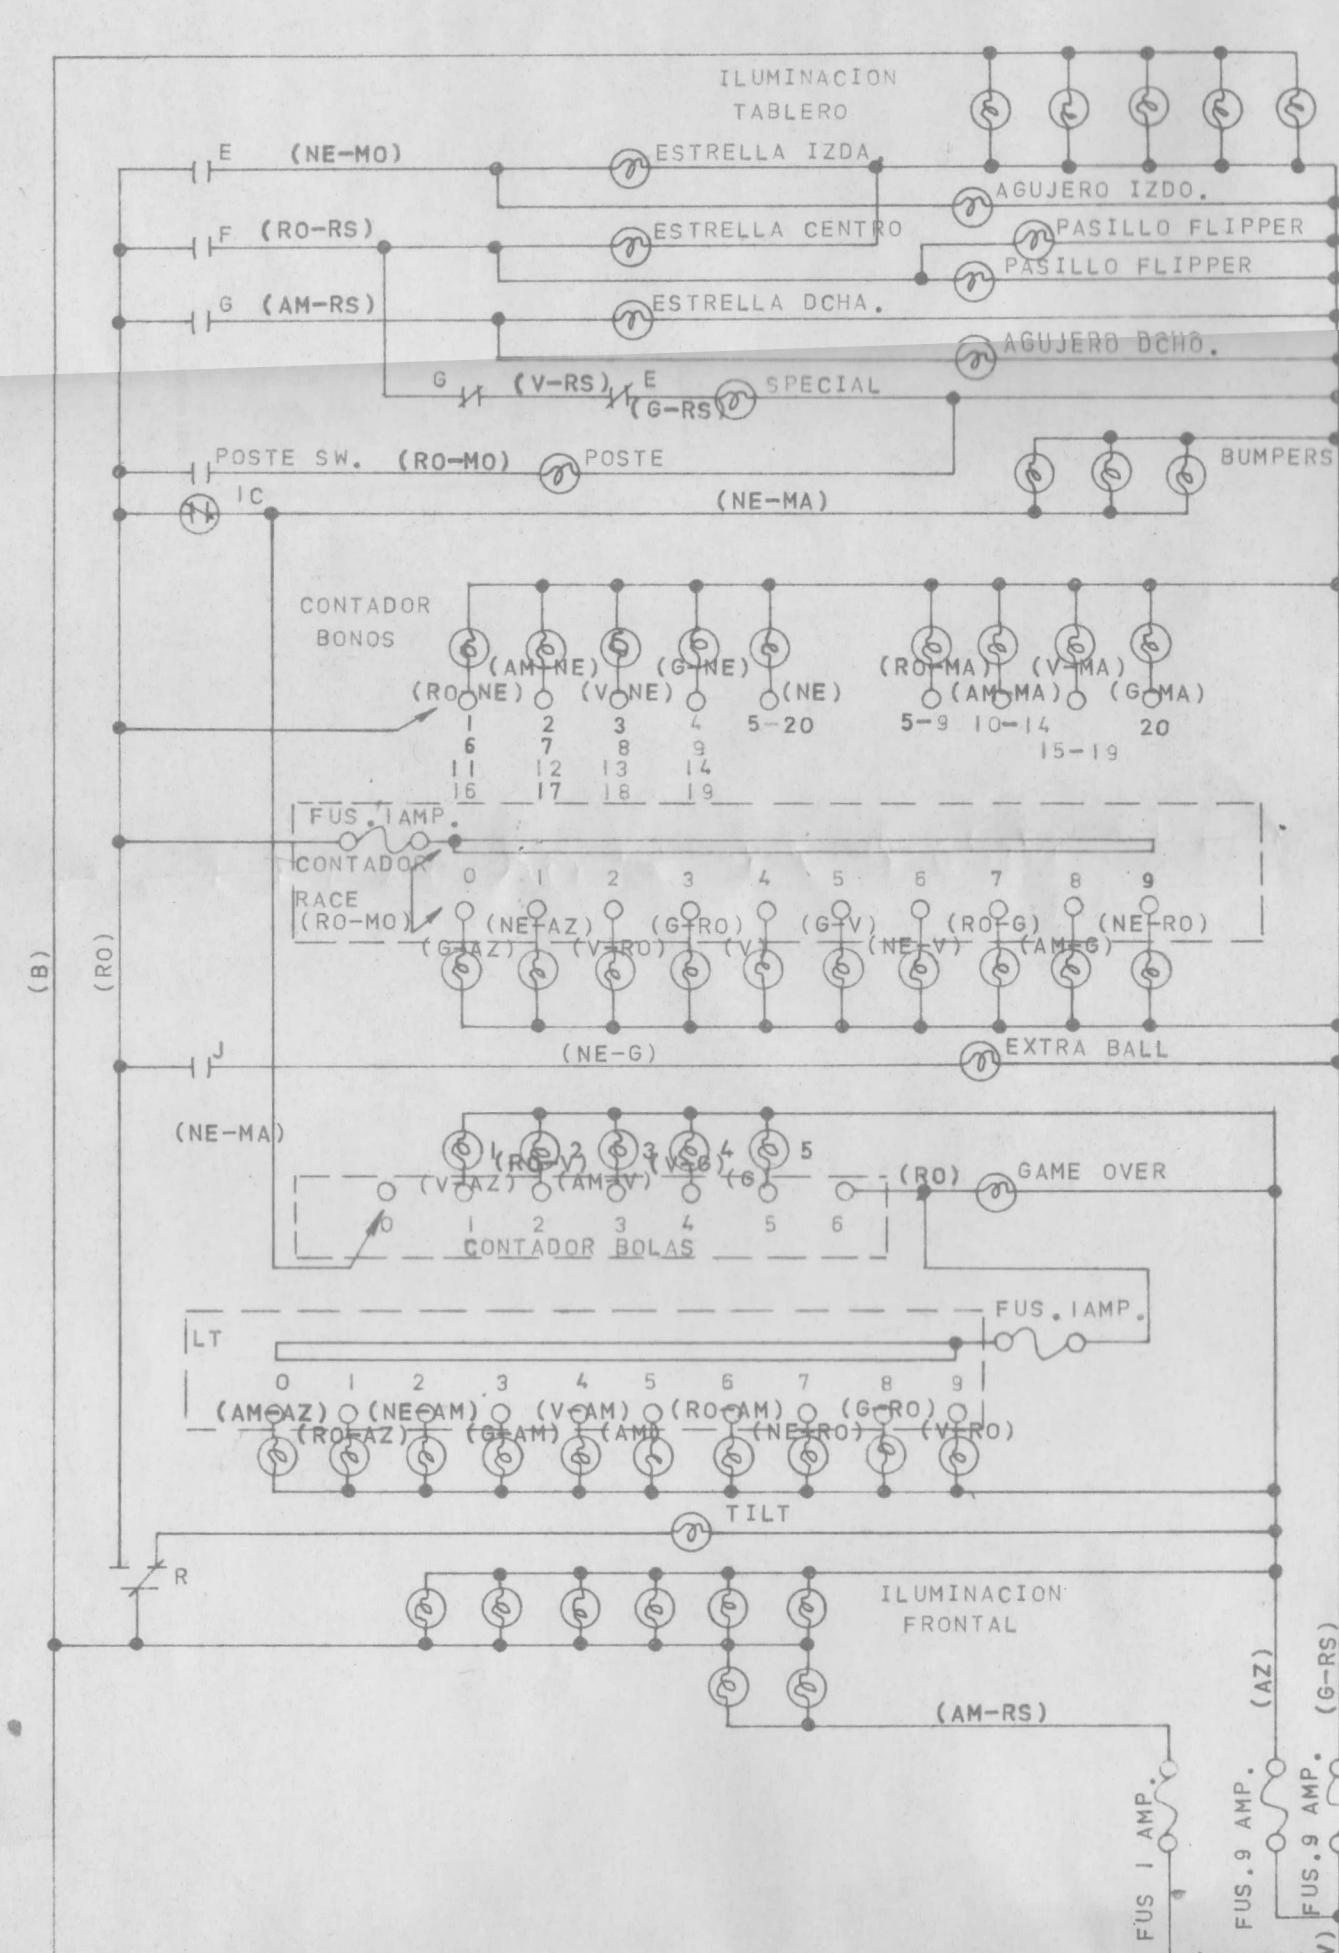 ILUMINACION
TABLERO
E (NE-MO) ESTRELLA IZDA.
AGUJERO IZDO.
F (RO-RS) ESTRELLA CENTRO PASILLO FLIPPER
PASILLO FLIPPER
G (AM-RS) ESTRELLA DCHA.
AGUJERO DCHO.
G (V-RS) E SPECIAL
(G-RS)
POSTE SW. (RO-MO) POSTE BUMPERS
IC (NE-MA)
CONTADOR
BONOS
(AM-NE) (G-NE) (RO-MA) (V-MA)
(RO-NE) (V-NE) (NE) (AM-MA) (G-MA)
1 2 3 4 5-20 5-9 10-14 20
6 7 8 9 15-19
11 12 13 14
16 17 18 19
FUS. 1AMP.
CONTADOR
RACE 0 1 2 3 4 5 6 7 8 9
(RO-MO) (NE-AZ) (G-RO) (G-V) (RO-G) (NE-RO)
(G-AZ) (V-RO) (V) (NE-V) (AM-G)
(B) (RO)
J (NE-G) EXTRA BALL
(NE-MA)
1 2 3 4 5
(RO-V) (V-G)
(V-AZ) (AM-V) (G) (RO) GAME OVER
0 1 2 3 4 5 6
CONTADOR BOLAS
LT FUS. 1AMP.
0 1 2 3 4 5 6 7 8 9
(AM-AZ) (NE-AM) (V-AM) (RO-AM) (G-RO)
(RO-AZ) (G-AM) (AM) (NE-RO) (V-RO)
TILT
R
ILUMINACION
FRONTAL
(AM-RS)
(AZ)
(G-RS)
FUS 1 AMP.
FUS.9 AMP.
FUS.9 AMP.